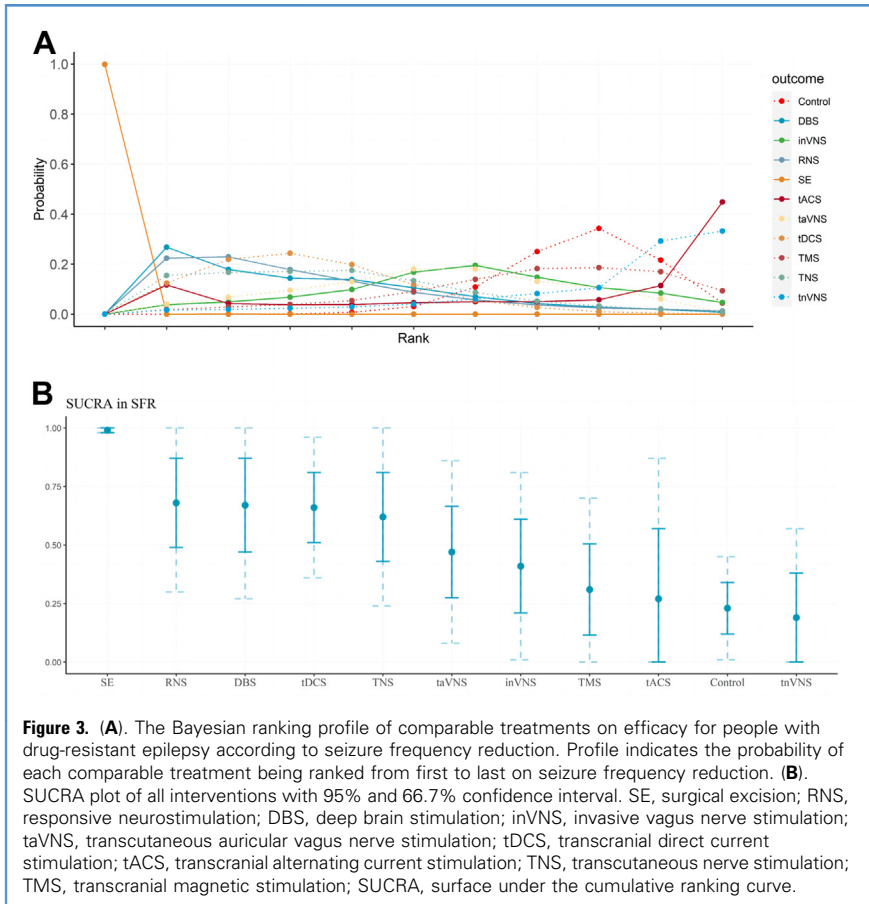 A
1.0
0.8
0.6
0.4
0.2
0.0
Probability
Rank
outcome
Control
DBS
inVNS
RNS
SE
tACS
taVNS
tDCS
TMS
TNS
tnVNS
B
SUCRA in SFR
1.00
0.75
0.50
0.25
0.00
SE RNS DBS tDCS TNS taVNS inVNS TMS tACS Control tnVNS
Figure 3. (A). The Bayesian ranking profile of comparable treatments on efficacy for people with
drug-resistant epilepsy according to seizure frequency reduction. Profile indicates the probability of
each comparable treatment being ranked from first to last on seizure frequency reduction. (B).
SUCRA plot of all interventions with 95% and 66.7% confidence interval. SE, surgical excision; RNS,
responsive neurostimulation; DBS, deep brain stimulation; inVNS, invasive vagus nerve stimulation;
taVNS, transcutaneous auricular vagus nerve stimulation; tDCS, transcranial direct current
stimulation; tACS, transcranial alternating current stimulation; TNS, transcutaneous nerve stimulation;
TMS, transcranial magnetic stimulation; SUCRA, surface under the cumulative ranking curve.